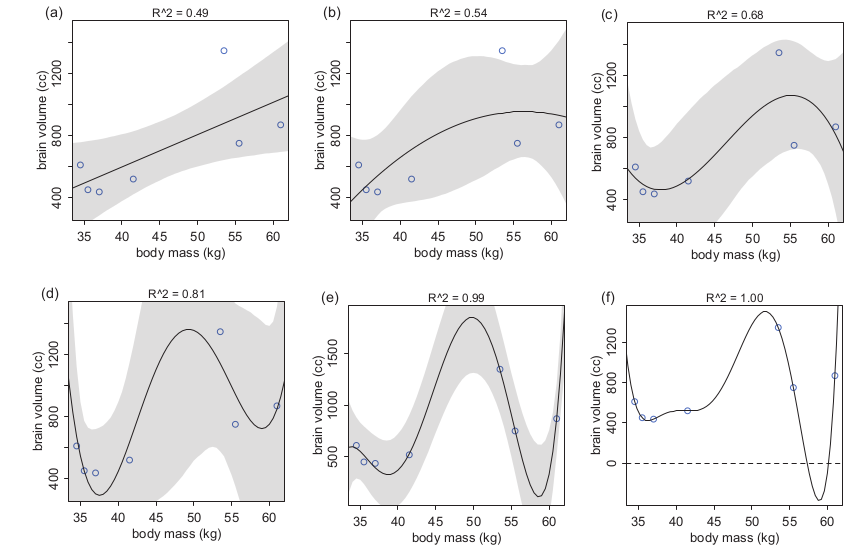 (a) R^2 = 0.49
brain volume (cc)
400 800 1200
35 40 45 50 55 60
body mass (kg)
(b) R^2 = 0.54
brain volume (cc)
400 800 1200
35 40 45 50 55 60
body mass (kg)
(c) R^2 = 0.68
brain volume (cc)
400 800 1200
35 40 45 50 55 60
body mass (kg)
(d) R^2 = 0.81
brain volume (cc)
400 800 1200
35 40 45 50 55 60
body mass (kg)
(e) R^2 = 0.99
brain volume (cc)
500 1000 1500
35 40 45 50 55 60
body mass (kg)
(f) R^2 = 1.00
brain volume (cc)
0 400 800 1200
35 40 45 50 55 60
body mass (kg)